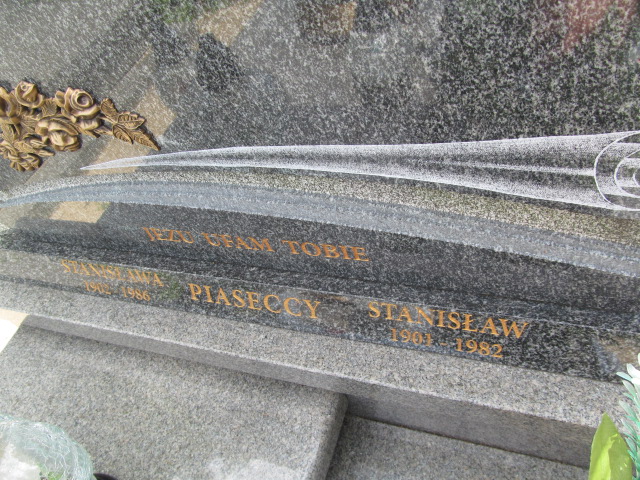 JEZU UFAM TOBIE
STANISŁAWA
PIASECCY
STANISŁAW
1901 - 1982